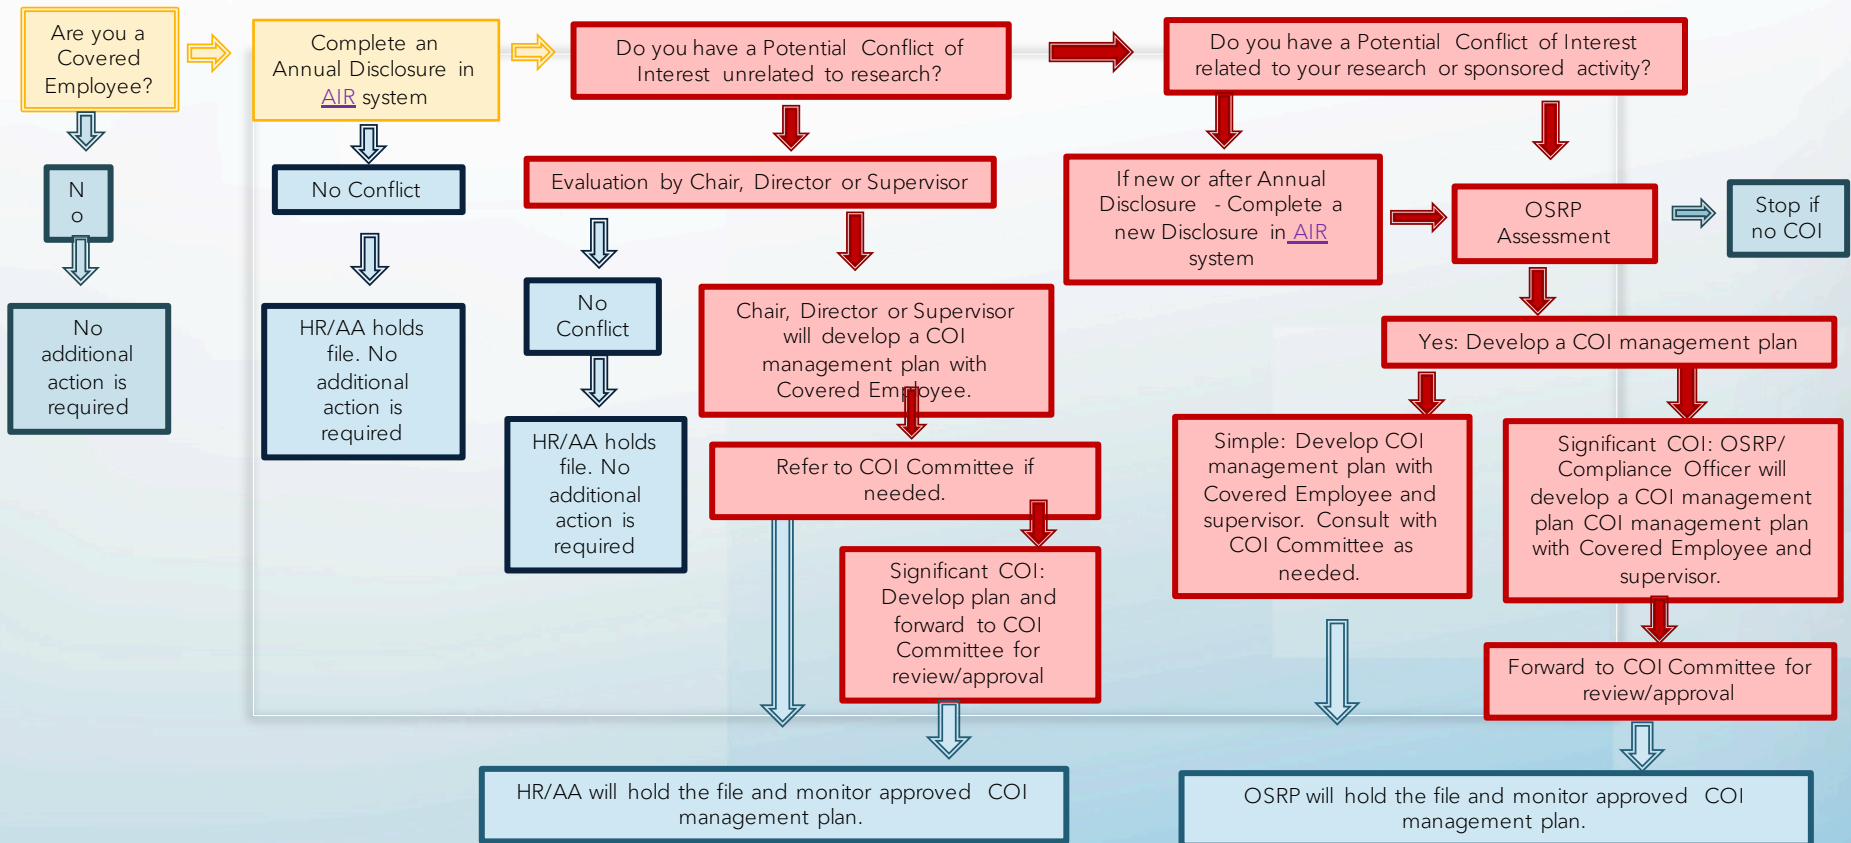 Are you a
Covered
Employee?
Complete an
Annual Disclosure in
AIR system
Do you have a Potential Conflict of
Interest unrelated to research?
Do you have a Potential Conflict of Interest
related to your research or sponsored activity?
N
o
No Conflict
Evaluation by Chair, Director or Supervisor
If new or after Annual
Disclosure - Complete a
new Disclosure in AIR
system
OSRP
Assessment
Stop if
no COI
No
additional
action is
required
HR/AA holds
file. No
additional
action is
required
No
Conflict
Chair, Director or Supervisor
will develop a COI
management plan with
Covered Employee.
Yes: Develop a COI management plan
HR/AA holds
file. No
additional
action is
required
Refer to COI Committee if
needed.
Simple: Develop COI
management plan with
Covered Employee and
supervisor. Consult with
COI Committee as
needed.
Significant COI: OSRP/
Compliance Officer will
develop a COI management
plan COI management plan
with Covered Employee and
supervisor.
Significant COI:
Develop plan and
forward to COI
Committee for
review/approval
Forward to COI Committee for
review/approval
HR/AA will hold the file and monitor approved COI
management plan.
OSRP will hold the file and monitor approved COI
management plan.